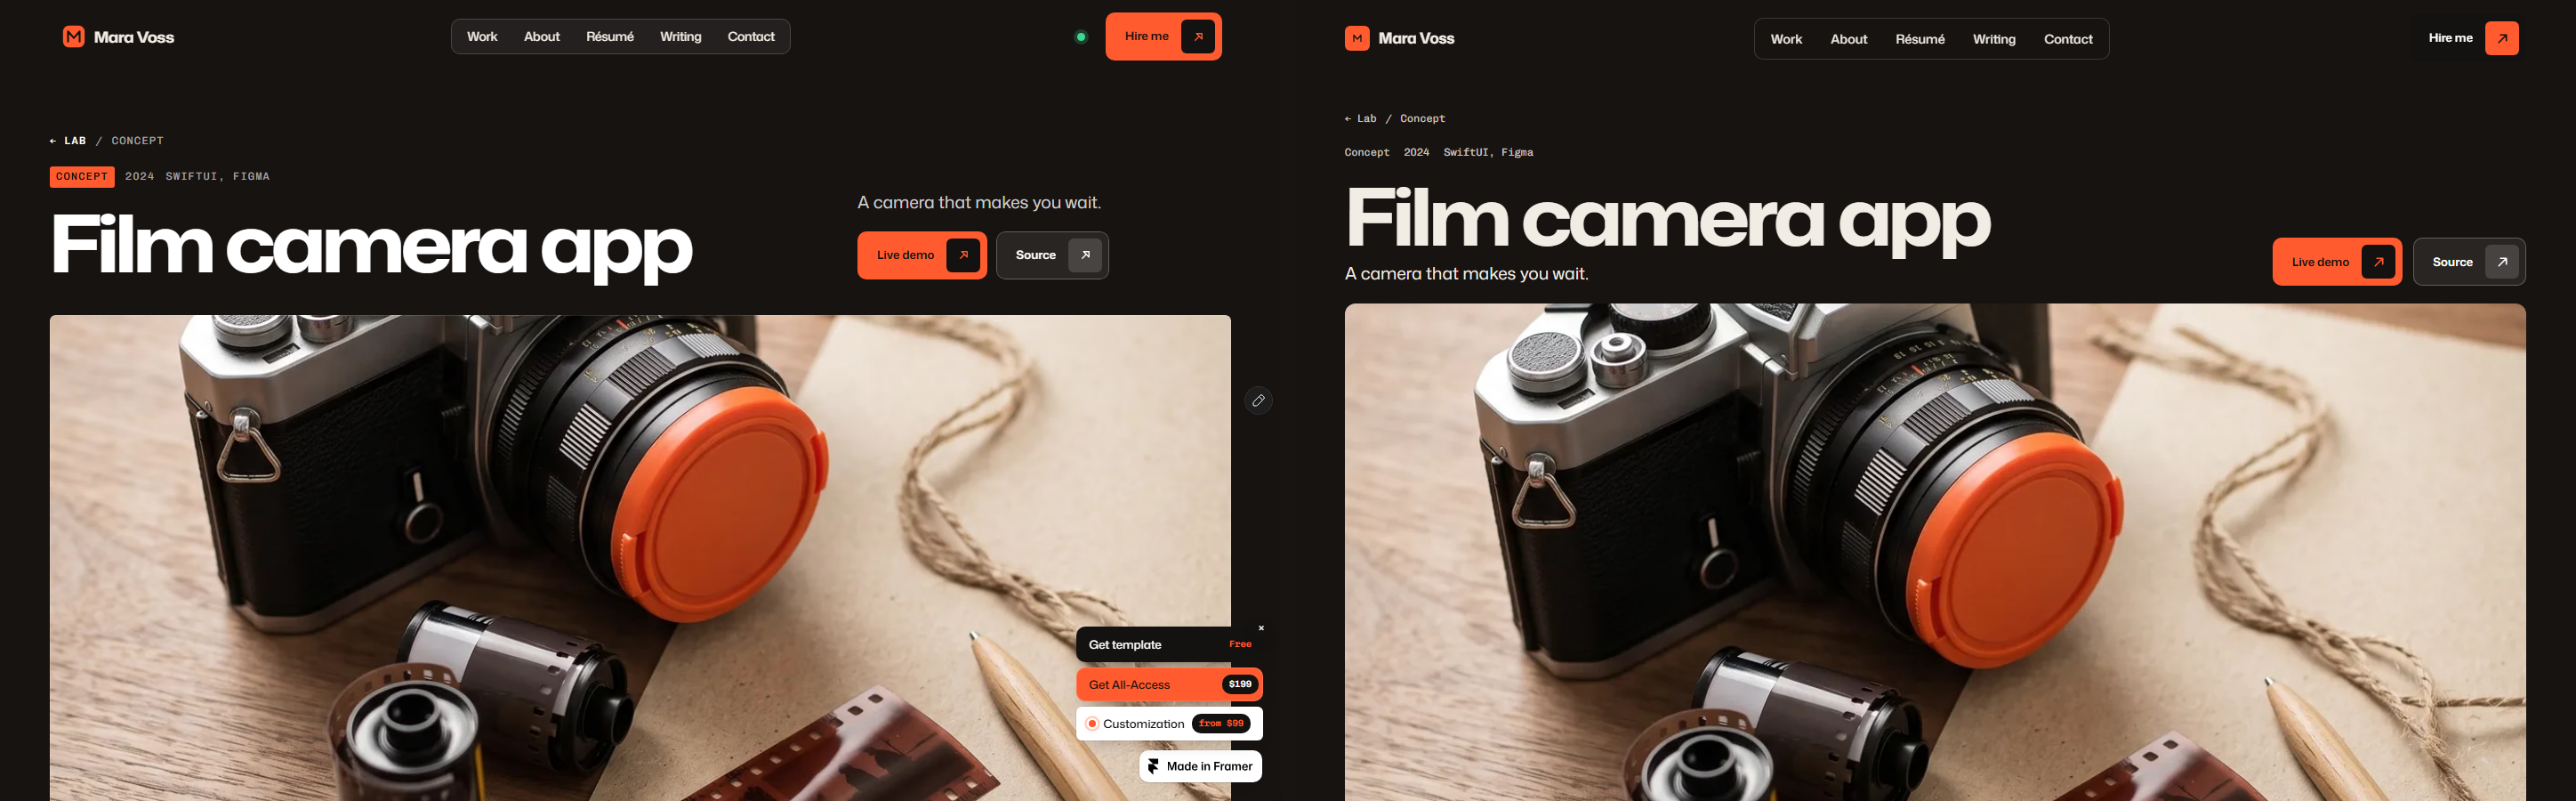 Mara Voss
Work About Résumé Writing Contact
Hire me
← LAB / CONCEPT
CONCEPT 2024 SWIFTUI, FIGMA
Film camera app
A camera that makes you wait.
Live demo
Source
Get template Free
Get All-Access $199
Customization from $99
Made in Framer
Mara Voss
Work About Résumé Writing Contact
Hire me
← Lab / Concept
Concept 2024 SwiftUI, Figma
Film camera app
A camera that makes you wait.
Live demo
Source